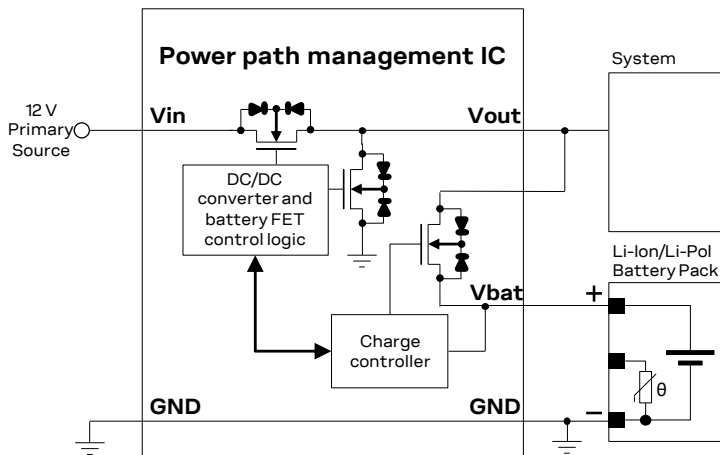 Power path management IC
System
12 V
Primary
Source
Vin
Vout
DC/DC
converter and
battery FET
control logic
Li-Ion/Li-Pol
Battery Pack
Vbat
+
Charge
controller
θ
GND
GND
−